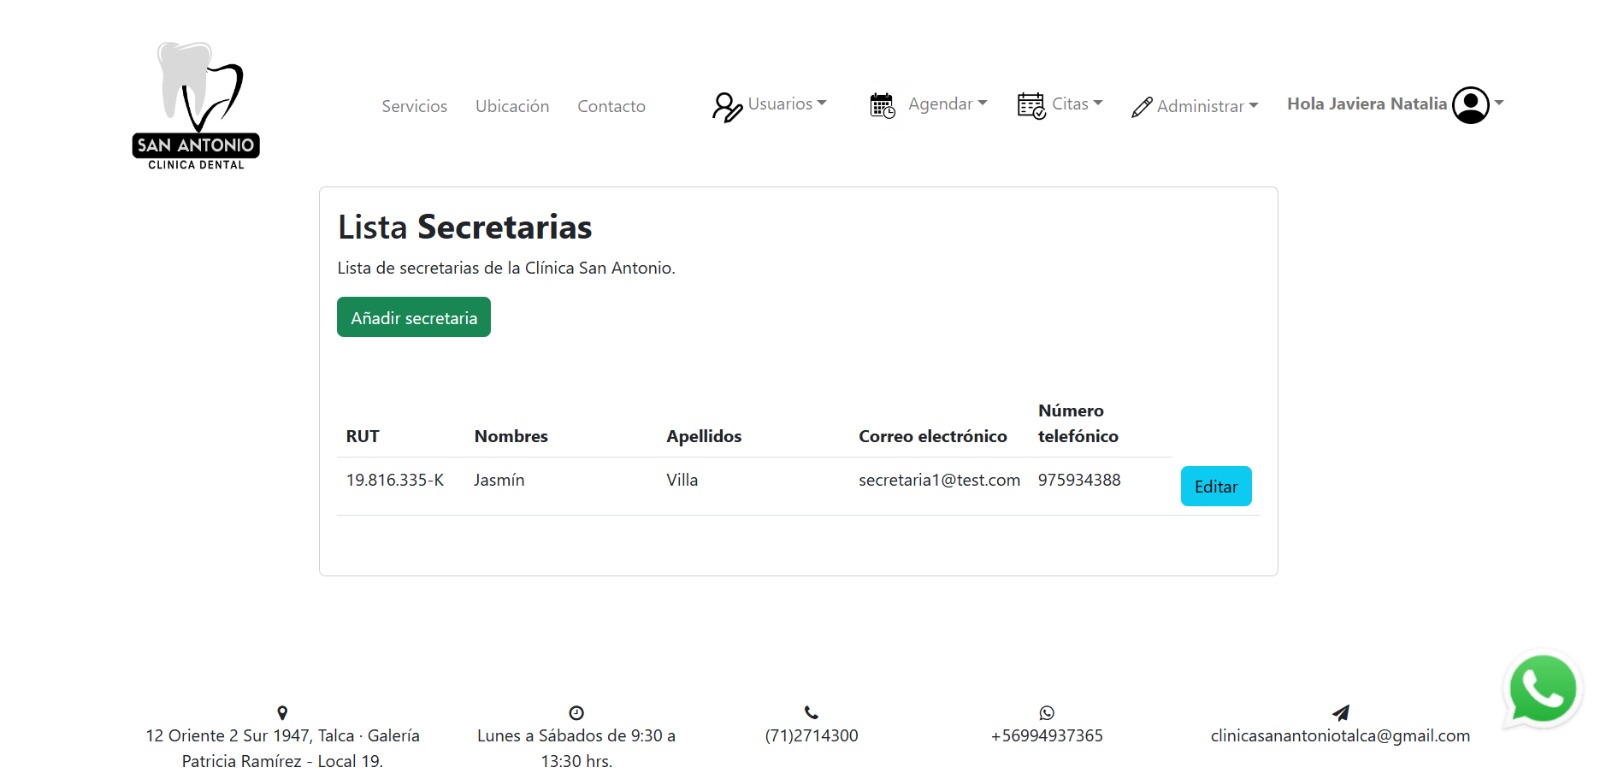 SAN ANTONIO
CLINICA DENTAL
Servicios Ubicación Contacto Usuarios Agendar Citas Administrar Hola Javiera Natalia
Lista Secretarias
Lista de secretarias de la Clínica San Antonio.
Añadir secretaria
RUT Nombres Apellidos Correo electrónico Número telefónico
19.816.335-K Jasmín Villa secretaria1@test.com 975934388 Editar
12 Oriente 2 Sur 1947, Talca · Galería
Patricia Ramírez - Local 19.
Lunes a Sábados de 9:30 a
13:30 hrs.
(71)2714300
+56994937365
clinicasanantoniotalca@gmail.com